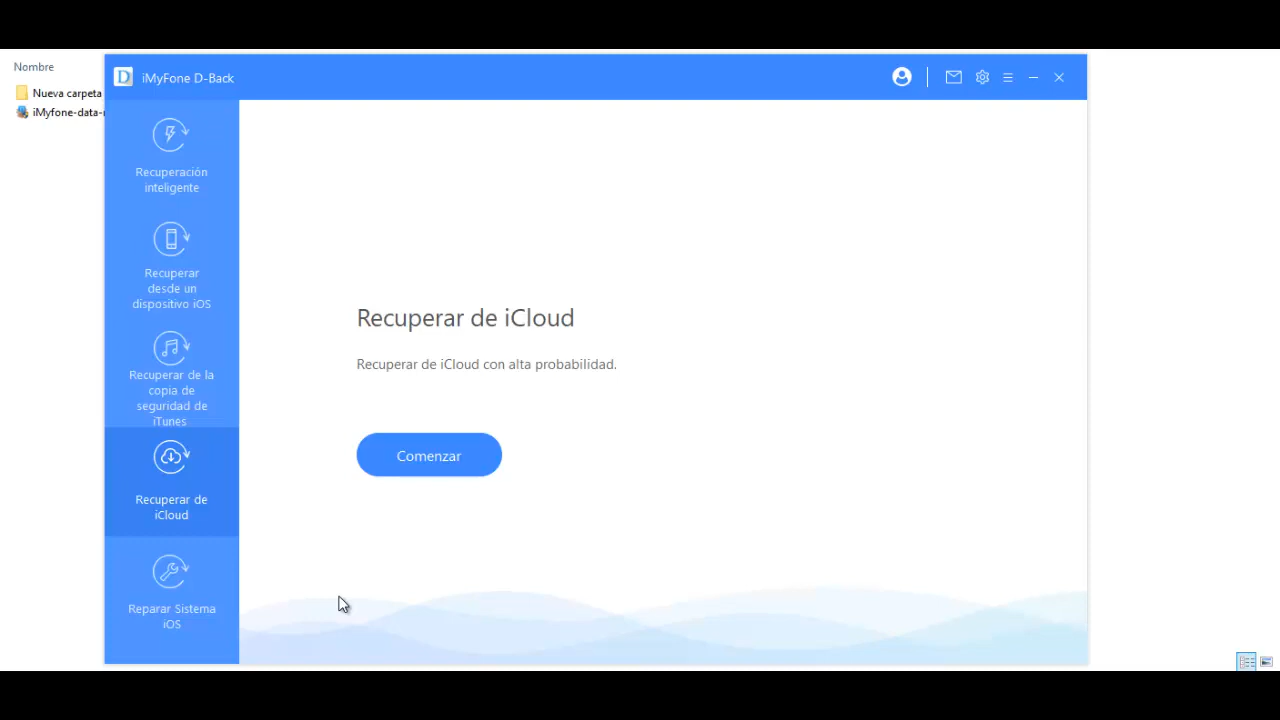 Nombre
Nueva carpeta
iMyfone-data-
iMyFone D-Back
Recuperación
inteligente
Recuperar
desde un
dispositivo iOS
Recuperar de la
copia de
seguridad de
iTunes
Recuperar de
iCloud
Reparar Sistema
iOS
Recuperar de iCloud
Recuperar de iCloud con alta probabilidad.
Comenzar